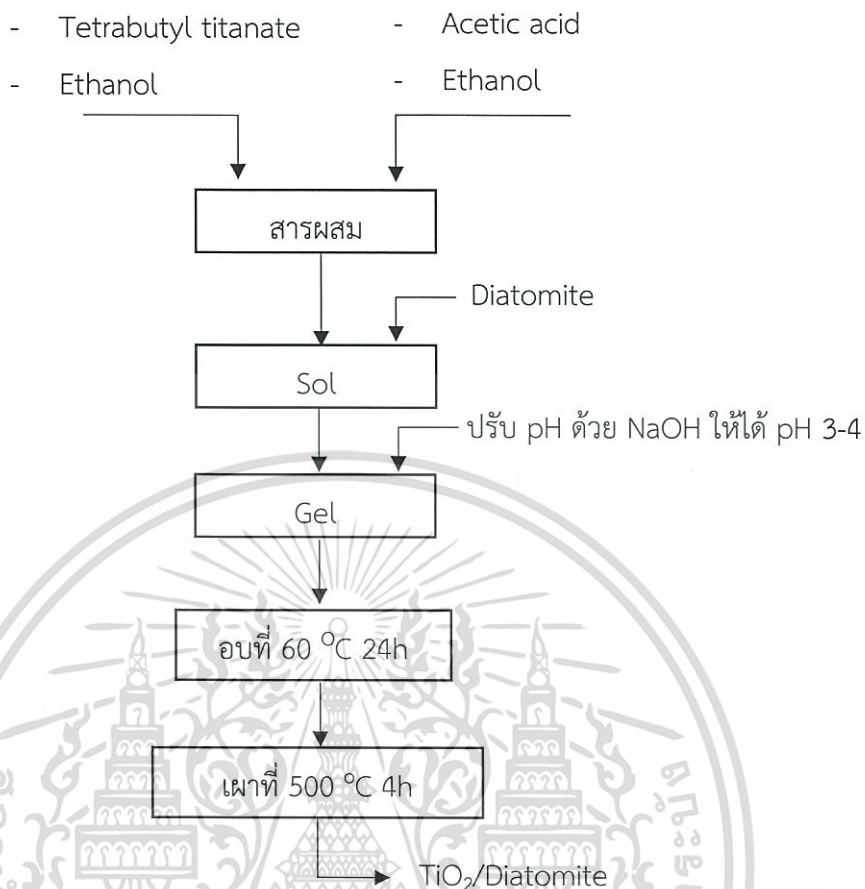 - Tetrabutyl titanate - Acetic acid
- Ethanol - Ethanol
สารผสม
Diatomite
Sol
ปรับ pH ด้วย NaOH ให้ได้ pH 3-4
Gel
อบที่ 60 °C 24h
เผาที่ 500 °C 4h
TiO₂/Diatomite